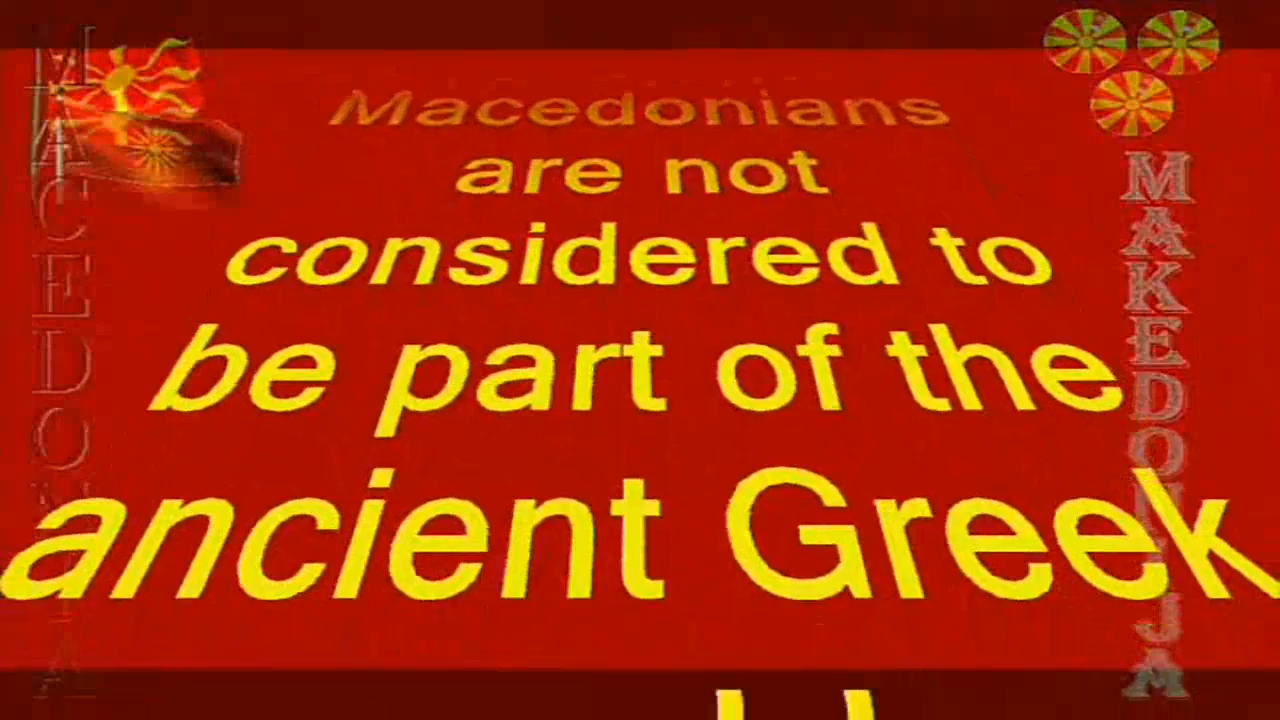 Macedonians
are not
considered to
be part of the
ancient Greek
MACEDONIA
MAKEDONIJA